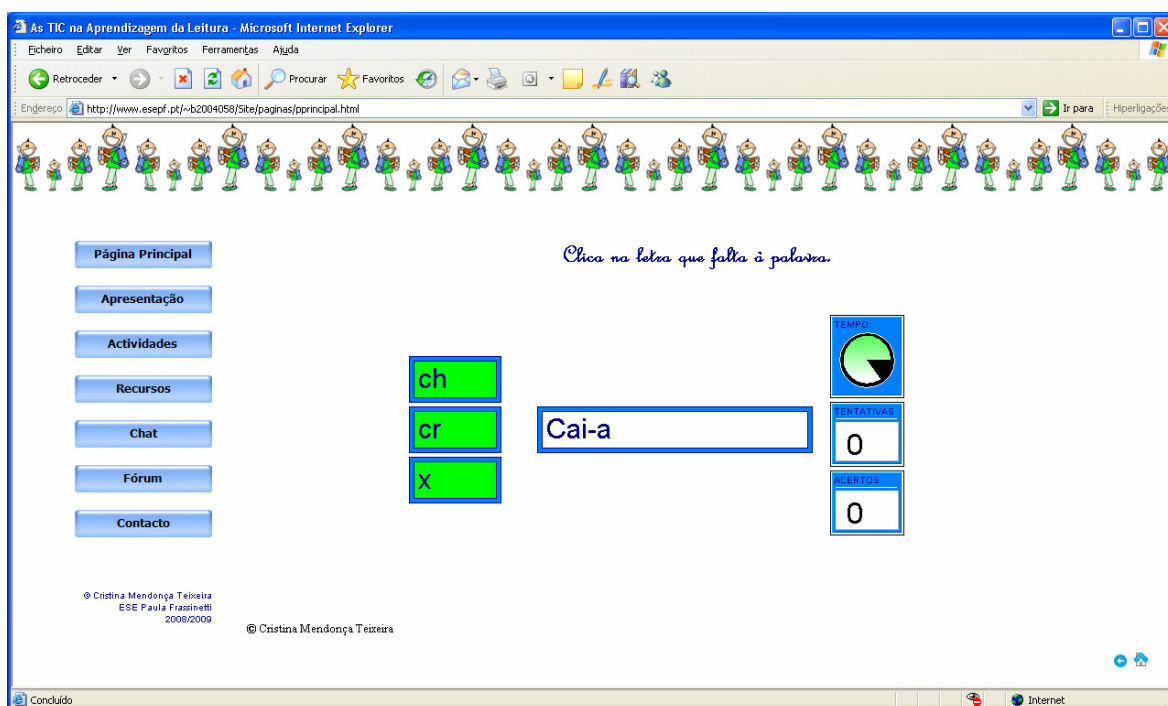 As TIC na Aprendizagem da Leitura - Microsoft Internet Explorer
Ficheiro Editar Ver Favoritos Ferramentas Ajuda
Retroceder Procurar Favoritos
Endereço http://www.esepf.pt/~b2004058/Site/paginas/pprincipal.html Ir para Hiperligações
Clica na letra que falta à palavra.
Página Principal
Apresentação
Actividades
Recursos
Chat
Fórum
Contacto
ch
cr
x
Cai-a
TEMPO:
TENTATIVAS
0
ACERTOS
0
© Cristina Mendonça Teixeira
ESE Paula Frassinetti
2008/2009
© Cristina Mendonça Teixeira
Concluído Internet